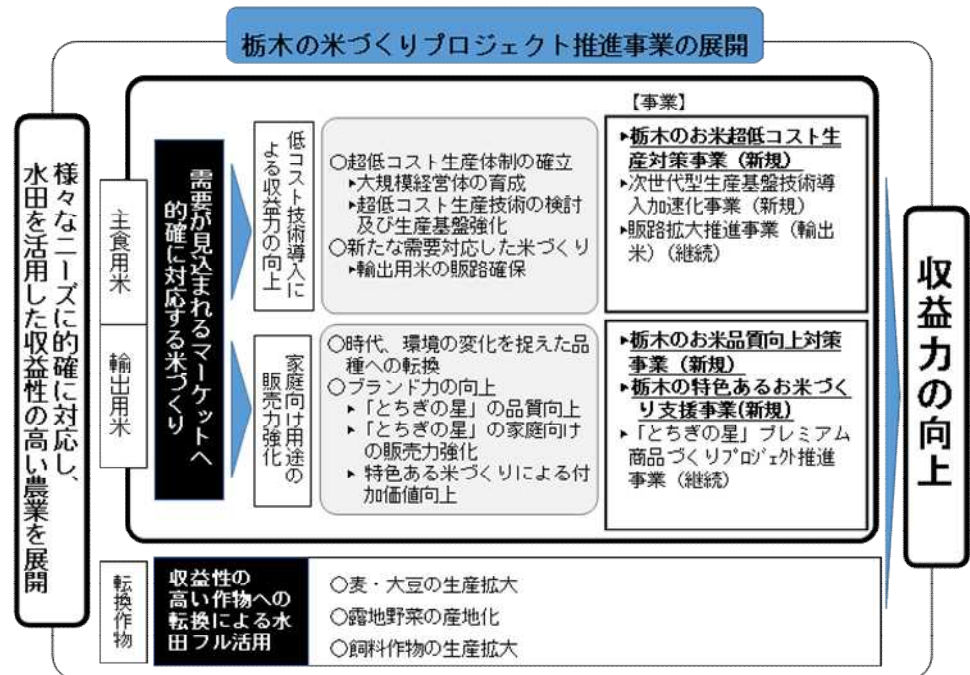 栃木の米づくりプロジェクト推進事業の展開
様々なニーズに的確に対応し、
水田を活用した収益性の高い農業を展開
主食用米
輸出用米
需要が見込まれるマーケットへ
的確に対応する米づくり
低コスト技術導入に
よる収益力の向上
○超低コスト生産体制の確立
▸大規模経営体の育成
▸超低コスト生産技術の検討
及び生産基盤強化
○新たな需要対応した米づくり
▸輸出用米の販路確保
【事業】
▸栃木のお米超低コスト生
産対策事業（新規）
▸次世代型生産基盤技術導
入加速化事業（新規）
▸販路拡大推進事業（輸出
米）（継続）
家庭向け用途の
販売力強化
○時代、環境の変化を捉えた品
種への転換
○ブランド力の向上
▸「とちぎの星」の品質向上
▸「とちぎの星」の家庭向け
の販売力強化
▸特色ある米づくりによる付
加価値向上
▸栃木のお米品質向上対策
事業（新規）
▸栃木の特色あるお米づく
り支援事業(新規)
▸「とちぎの星」プレミアム
商品づくりﾌﾟﾛｼﾞｪｸﾄ推進
事業（継続）
転換作物
収益性の
高い作物への
転換による水
田フル活用
○麦・大豆の生産拡大
○露地野菜の産地化
○飼料作物の生産拡大
収益力の向上